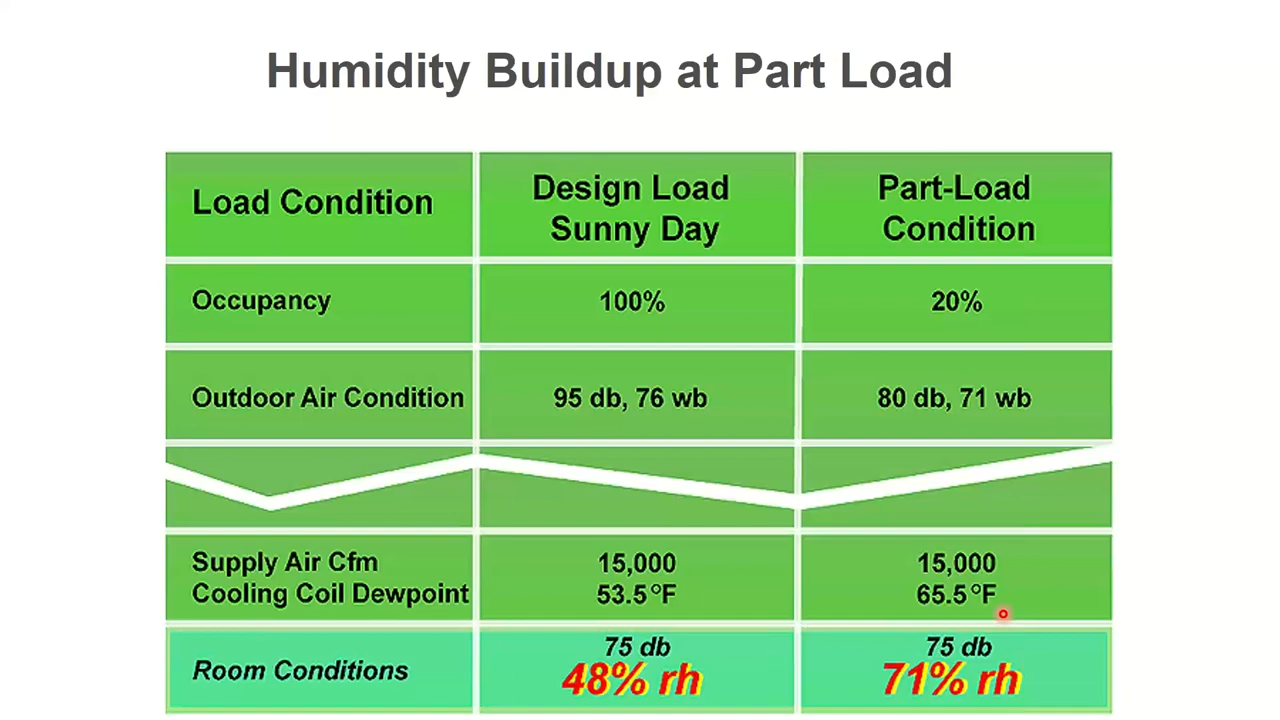 Humidity Buildup at Part Load
Load Condition
Design Load
Sunny Day
Part-Load
Condition
Occupancy
100%
20%
Outdoor Air Condition
95 db, 76 wb
80 db, 71 wb
Supply Air Cfm
Cooling Coil Dewpoint
15,000
53.5°F
15,000
65.5°F
Room Conditions
75 db
48% rh
75 db
71% rh